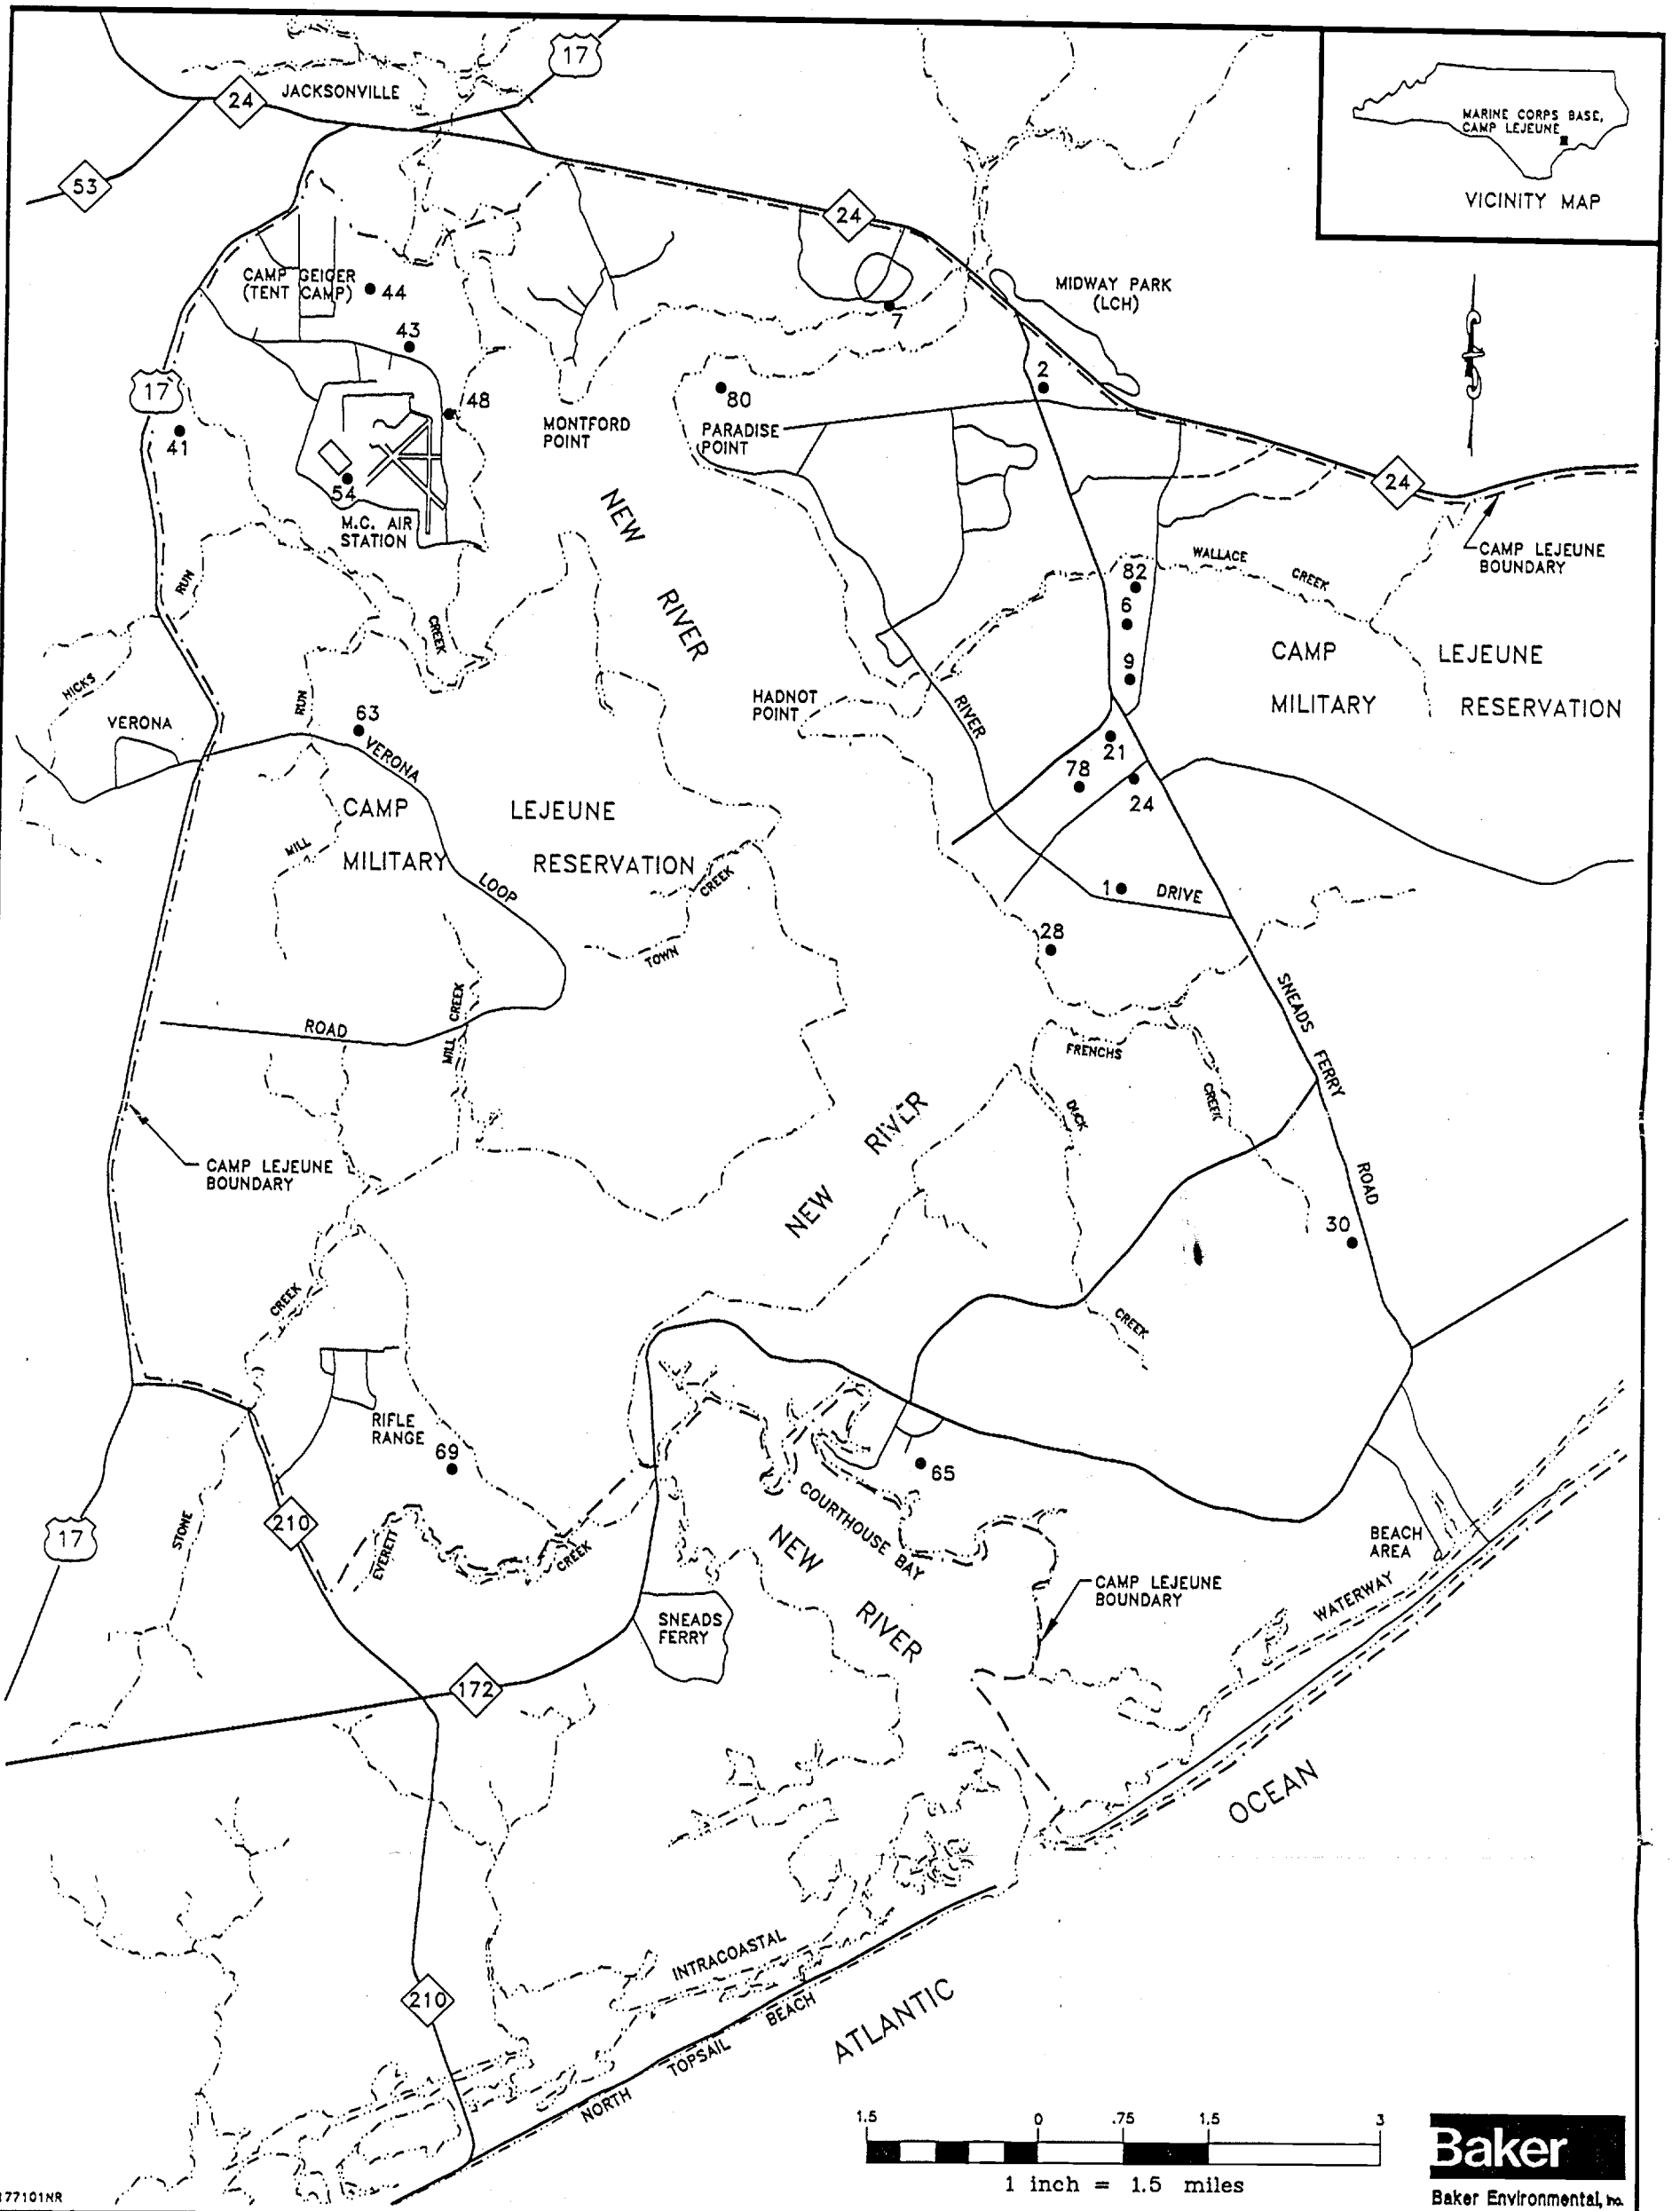 17
24
JACKSONVILLE
53
MARINE CORPS BASE,
CAMP LEJEUNE
VICINITY MAP
24
CAMP GEIGER
(TENT CAMP)
44
43
7
MIDWAY PARK
(LCH)
2
17
48
80
41
MONTFORD
POINT
PARADISE
POINT
54
M.C. AIR
STATION
24
CAMP LEJEUNE
BOUNDARY
NEW
RIVER
WALLACE
CREEK
82
6
9
RUN
CREEK
HICKS
RUN
VERONA
63
VERONA
HADNOT
POINT
RIVER
CAMP LEJEUNE
MILITARY RESERVATION
21
78
24
CAMP LEJEUNE
MILITARY RESERVATION
MILL
LOOP
CREEK
TOWN
1
DRIVE
28
SNEADS
FERRY
ROAD
CREEK
MILL
ROAD
FRENCHS
CREEK
DUCK
CREEK
RIVER
NEW
CAMP LEJEUNE
BOUNDARY
30
CREEK
STONE
RIFLE
RANGE
69
65
COURTHOUSE BAY
17
210
EVERETT
CREEK
NEW
RIVER
BEACH
AREA
CAMP LEJEUNE
BOUNDARY
WATERWAY
SNEADS
FERRY
172
OCEAN
INTRACOASTAL
210
NORTH TOPSAIL BEACH
ATLANTIC
1.5 0 .75 1.5 3
1 inch = 1.5 miles
Baker
Baker Environmental, Inc.
177101NR